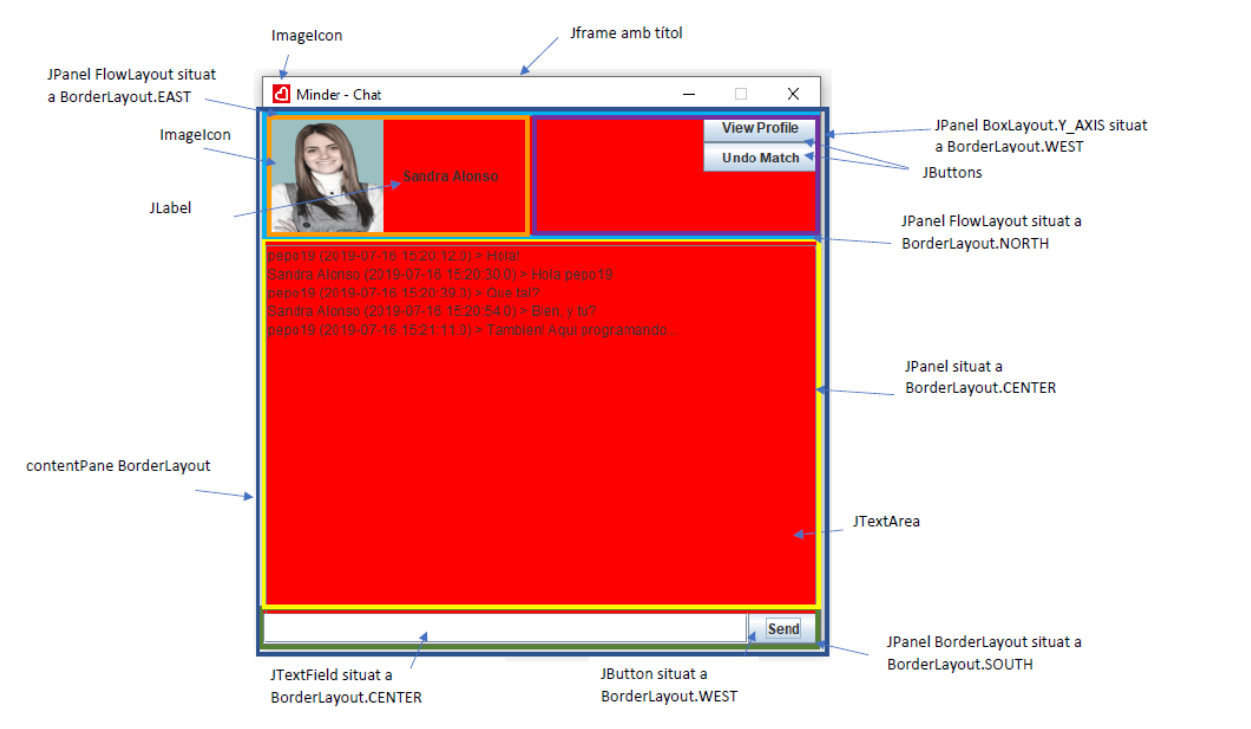 ImageIcon
Jframe amb títol
JPanel FlowLayout situat
a BorderLayout.EAST
Minder - Chat
ImageIcon
View Profile
JPanel BoxLayout.Y_AXIS situat
a BorderLayout.WEST
Undo Match
JButtons
Sandra Alonso
JLabel
JPanel FlowLayout situat a
BorderLayout.NORTH
pepo19 (2019-07-16 15:20:12.0) > Hola!
Sandra Alonso (2019-07-16 15:20:30.0) > Hola pepo19
pepo19 (2019-07-16 15:20:39.0) > Que tal?
Sandra Alonso (2019-07-16 15:20:54.0) > Bien, y tu?
pepo19 (2019-07-16 15:21:11.0) > Tambien! Aqui programando...
JPanel situat a
BorderLayout.CENTER
contentPane BorderLayout
JTextArea
Send
JPanel BorderLayout situat a
BorderLayout.SOUTH
JTextField situat a
BorderLayout.CENTER
JButton situat a
BorderLayout.WEST